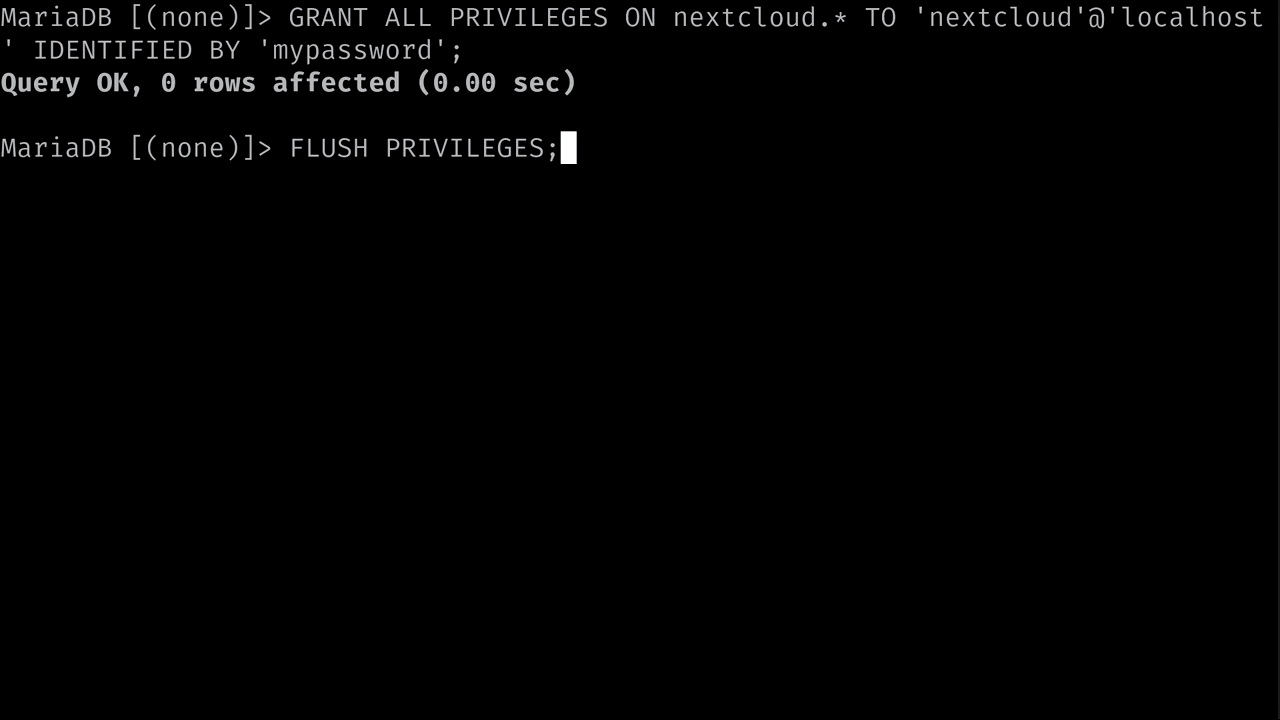 MariaDB [(none)]> GRANT ALL PRIVILEGES ON nextcloud.* TO 'nextcloud'@'localhost
' IDENTIFIED BY 'mypassword';
Query OK, 0 rows affected (0.00 sec)
MariaDB [(none)]> FLUSH PRIVILEGES;